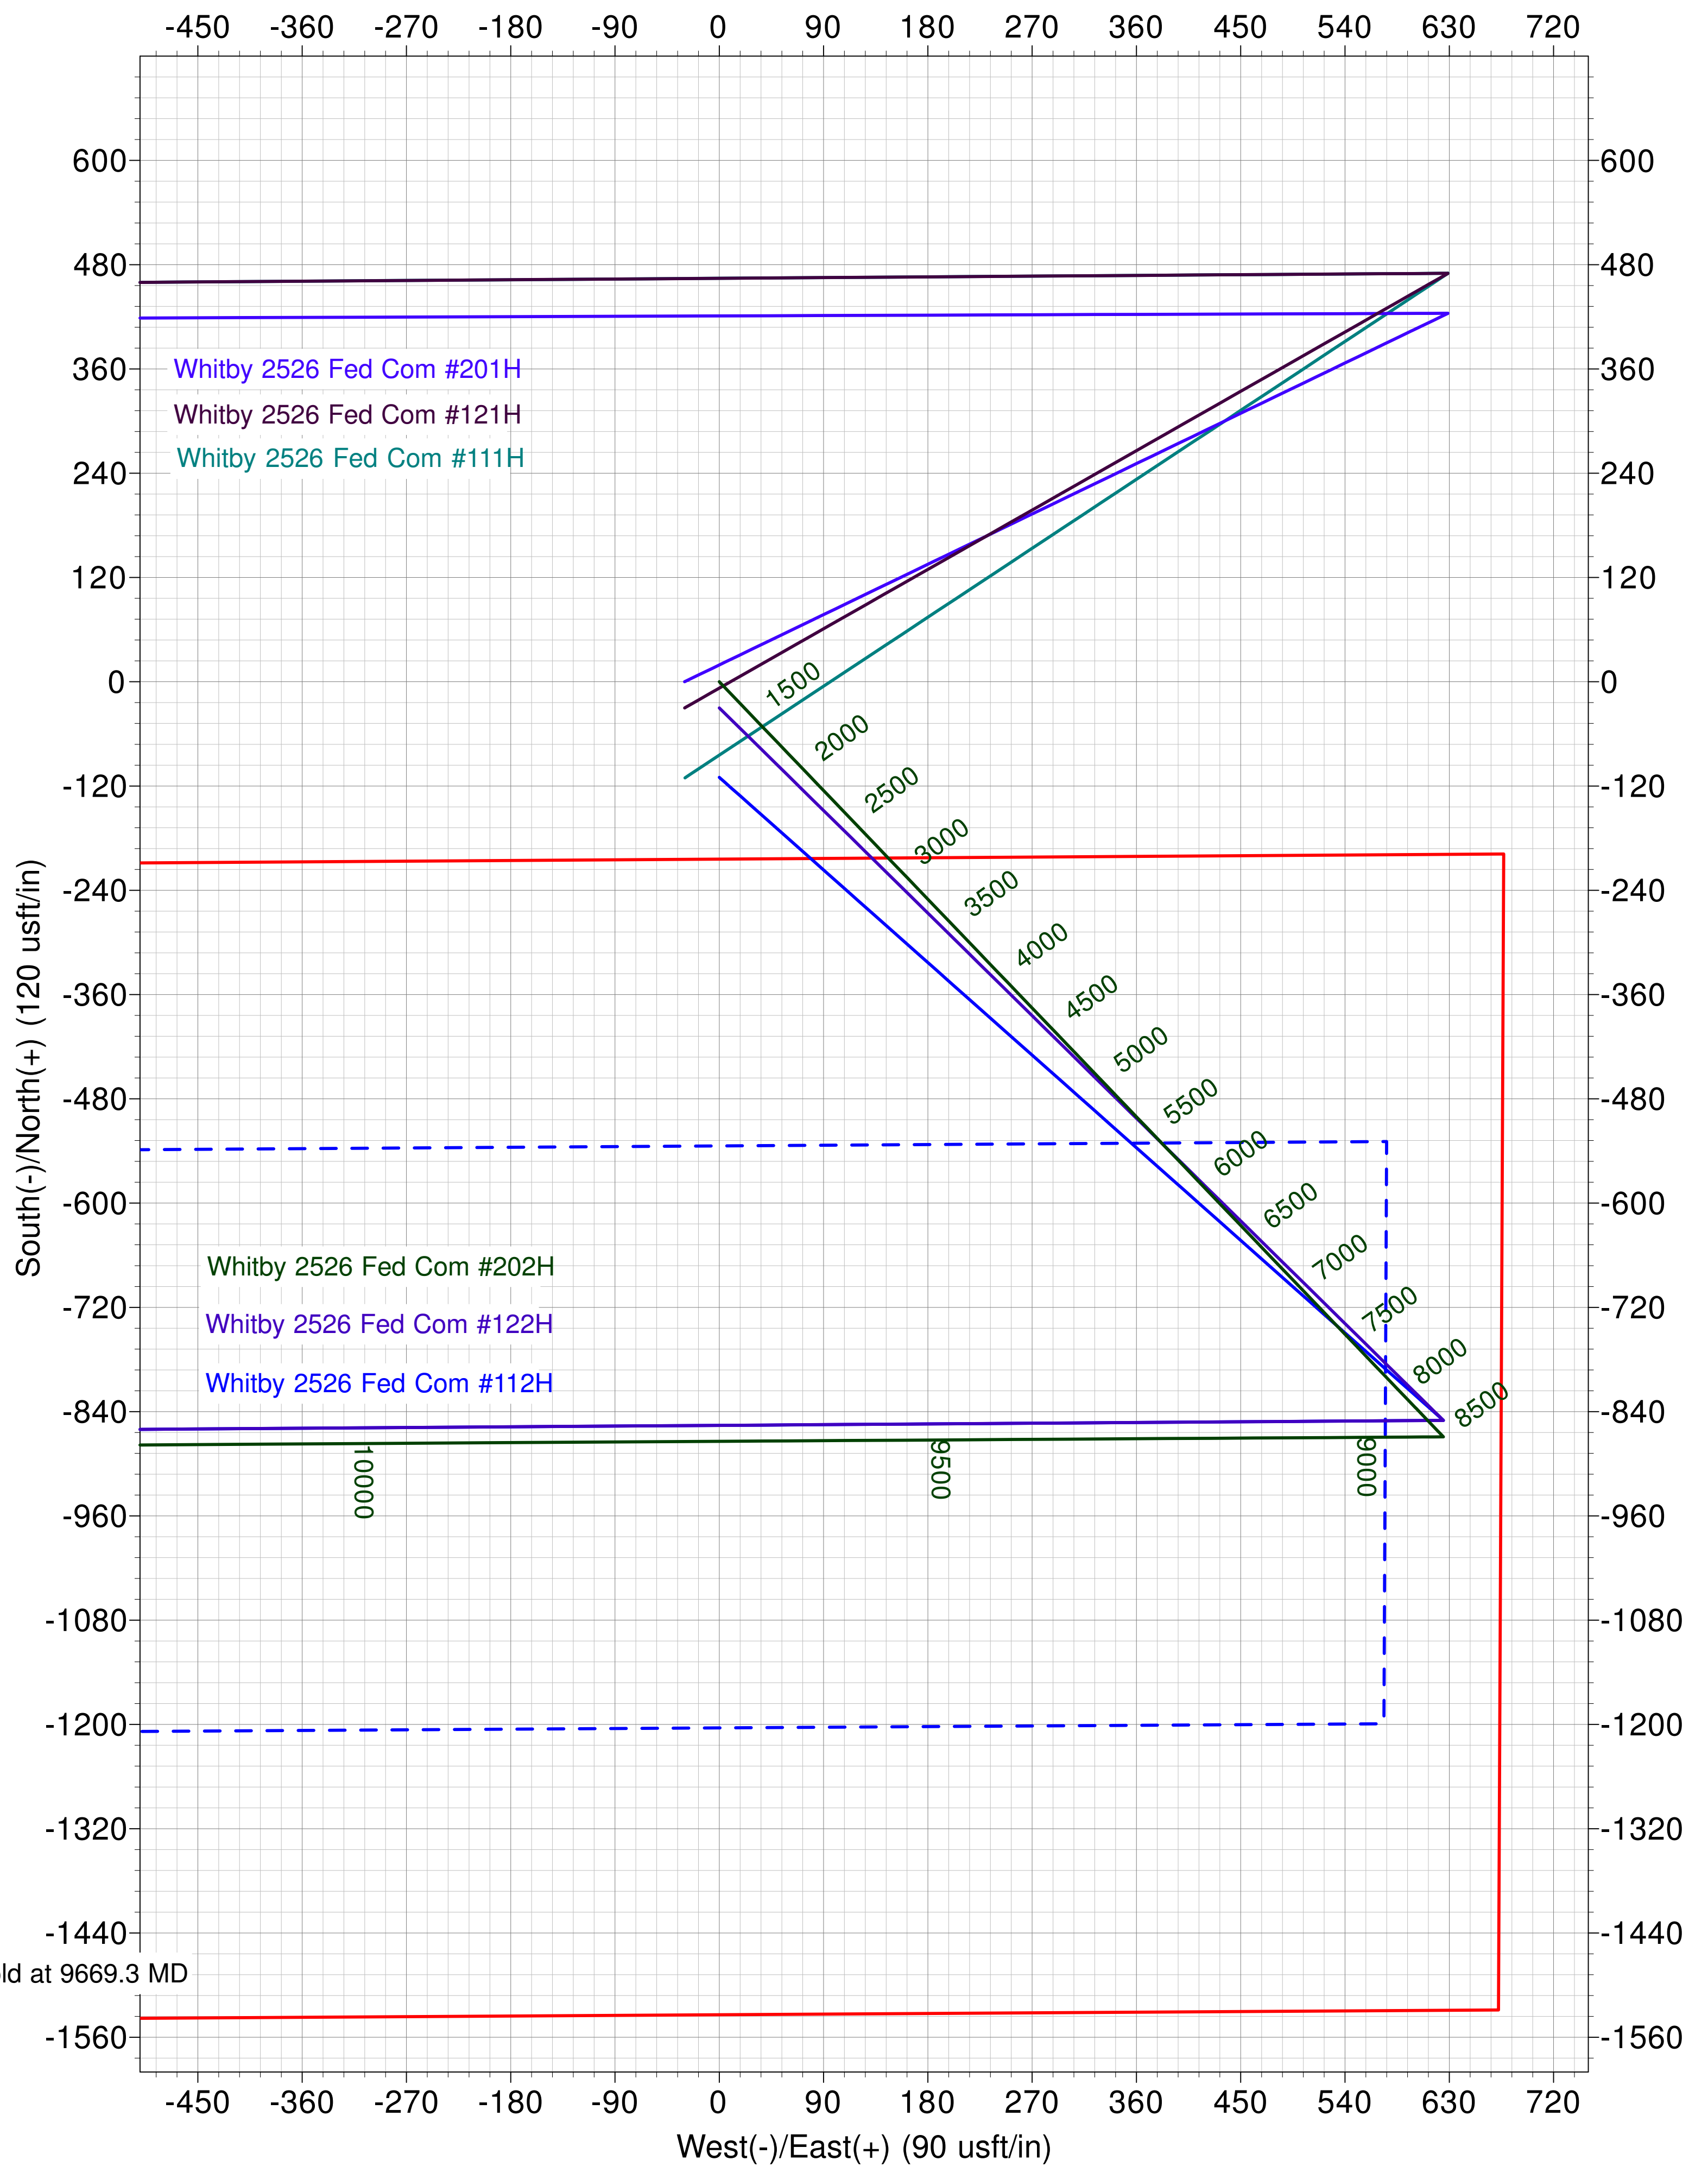 -450 -360 -270 -180 -90 0 90 180 270 360 450 540 630 720
600 600
480 480
360 360
Whitby 2526 Fed Com #201H
Whitby 2526 Fed Com #121H
Whitby 2526 Fed Com #111H
240 240
120 120
0 0
1500
2000
-120 -120
2500
3000
-240 -240
3500
4000
-360 -360
4500
5000
-480 -480
5500
6000
-600 -600
6500
7000
Whitby 2526 Fed Com #202H
-720 -720
7500
Whitby 2526 Fed Com #122H
8000
Whitby 2526 Fed Com #112H
-840 -840
8500
10000 9500 9000
-960 -960
-1080 -1080
-1200 -1200
-1320 -1320
-1440 -1440
ld at 9669.3 MD
-1560 -1560
South(-)/North(+) (120 usft/in)
-450 -360 -270 -180 -90 0 90 180 270 360 450 540 630 720
West(-)/East(+) (90 usft/in)